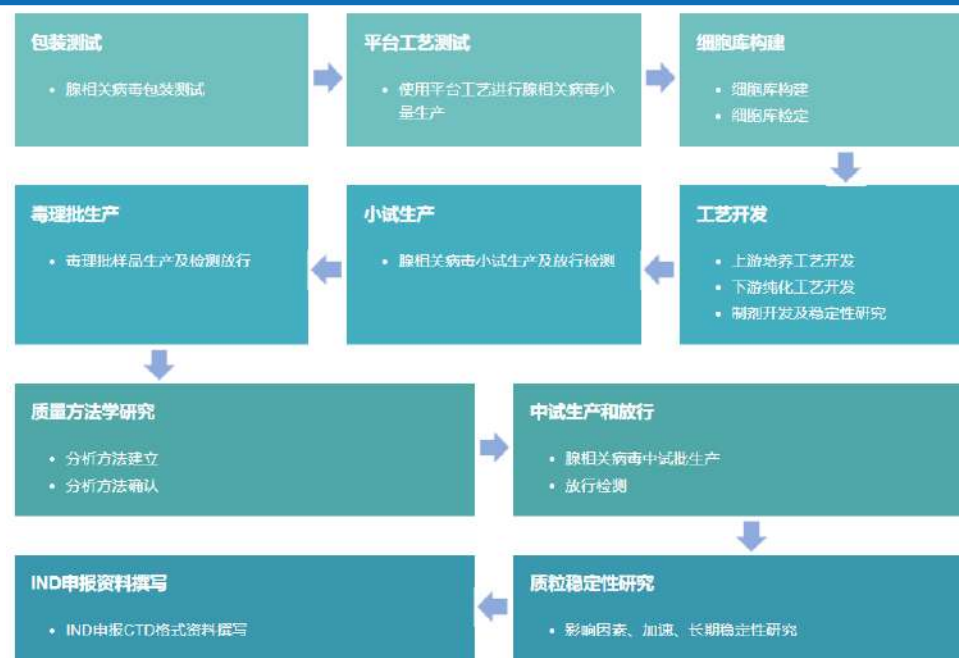 包装测试
• 腺相关病毒包装测试
平台工艺测试
• 使用平台工艺进行腺相关病毒小
量生产
细胞库构建
• 细胞库构建
• 细胞库检定
工艺开发
• 上游培养工艺开发
• 下游纯化工艺开发
• 制剂开发及稳定性研究
小试生产
• 腺相关病毒小试生产及放行检测
毒理批生产
• 毒理批样品生产及检测放行
质量方法学研究
• 分析方法建立
• 分析方法确认
中试生产和放行
• 腺相关病毒中试批生产
• 放行检测
质粒稳定性研究
• 影响因素、加速、长期稳定性研究
IND申报资料撰写
• IND申报CTD格式资料撰写